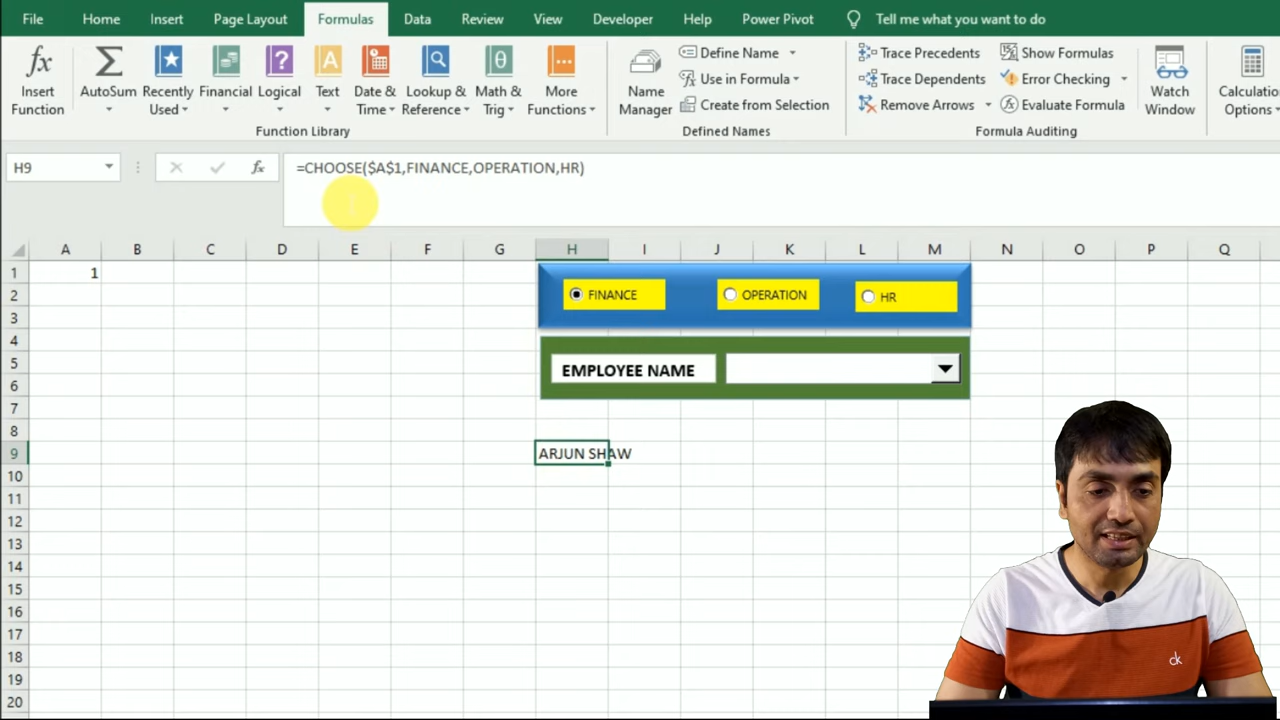 File Home Insert Page Layout Formulas Data Review View Developer Help Power Pivot Tell me what you want to do
fx Σ ? A θ
Insert Function
AutoSum
Recently Used
Financial
Logical
Text
Date & Time
Lookup & Reference
Math & Trig
More Functions
Function Library
Name Manager
Define Name
Use in Formula
Create from Selection
Defined Names
Trace Precedents
Trace Dependents
Remove Arrows
Show Formulas
Error Checking
Evaluate Formula
Formula Auditing
Watch Window
Calculatio
Options
H9 fx =CHOOSE($A$1,FINANCE,OPERATION,HR)
A B C D E F G H I J K L M N O P Q
1 1
2 FINANCE OPERATION HR
3
4
5 EMPLOYEE NAME
6
7
8
9 ARJUN SHAW
10
11
12
13
14
15
16
17
18
19
20
ck